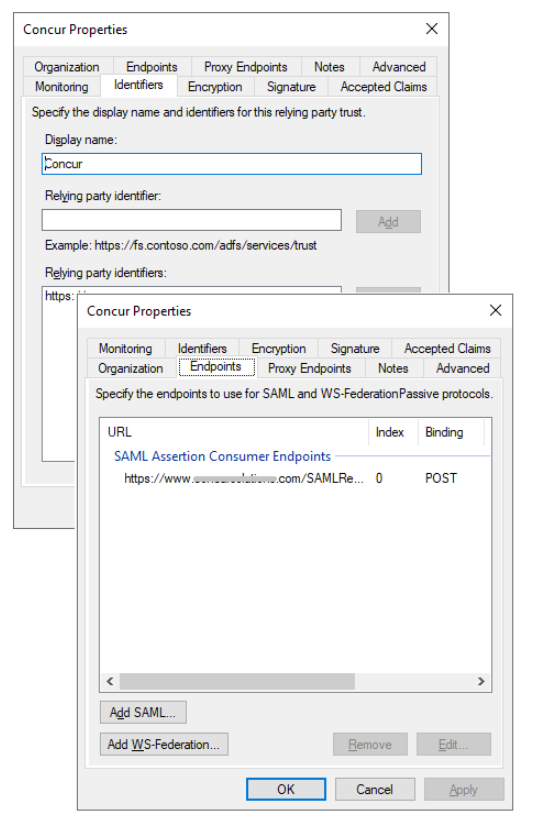 Concur Properties
Organization Endpoints Proxy Endpoints Notes Advanced
Monitoring Identifiers Encryption Signature Accepted Claims
Specify the display name and identifiers for this relying party trust.
Display name:
Concur
Relying party identifier:
Add
Example: https://fs.contoso.com/adfs/services/trust
Relying party identifiers:
https:
Concur Properties
Monitoring Identifiers Encryption Signature Accepted Claims
Organization Endpoints Proxy Endpoints Notes Advanced
Specify the endpoints to use for SAML and WS-FederationPassive protocols.
URL Index Binding
SAML Assertion Consumer Endpoints
https://www. .com/SAMLRe... 0 POST
Add SAML...
Add WS-Federation... Remove Edit...
OK Cancel Apply